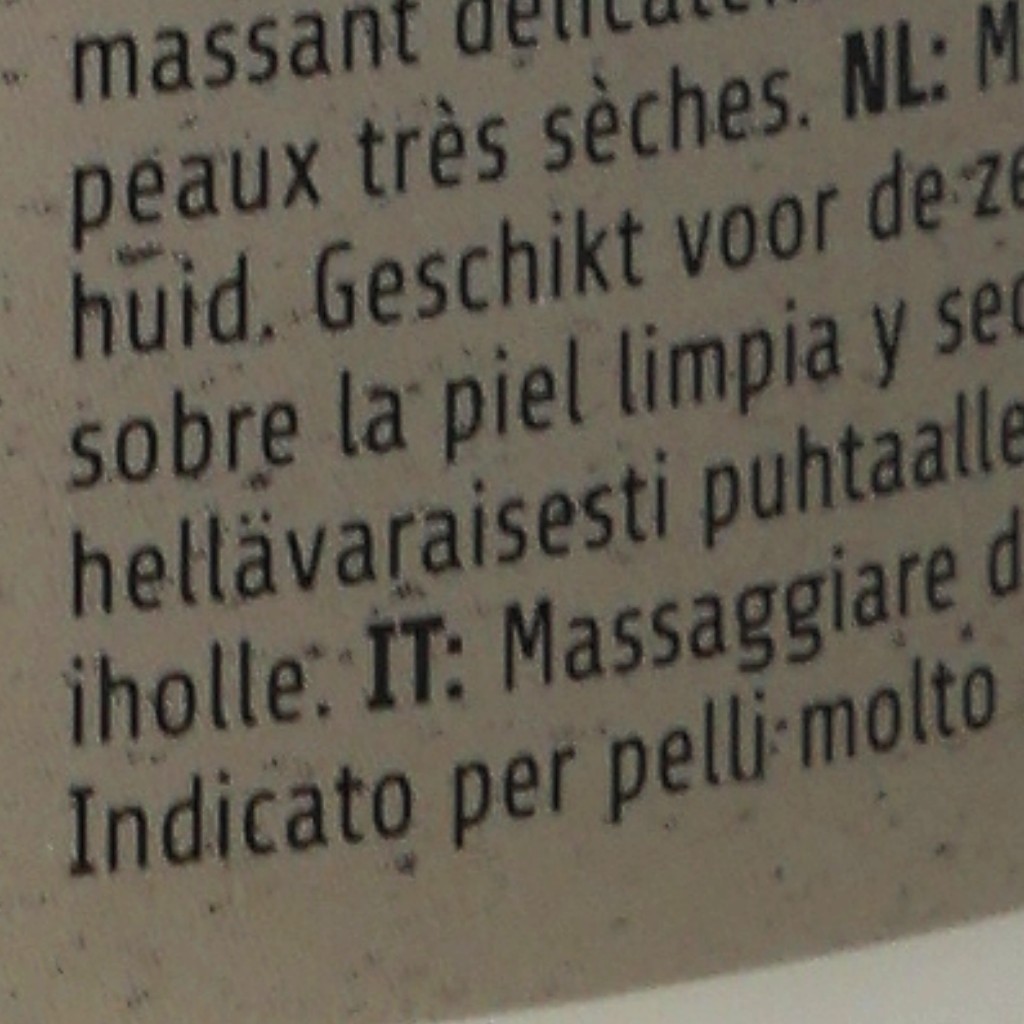 massant
peaux très sèches. NL:
huid. Geschikt voor de
sobre la piel limpia y
hellävaraisesti puhtaalle
iholle. IT: Massaggiare
Indicato per pelli molto